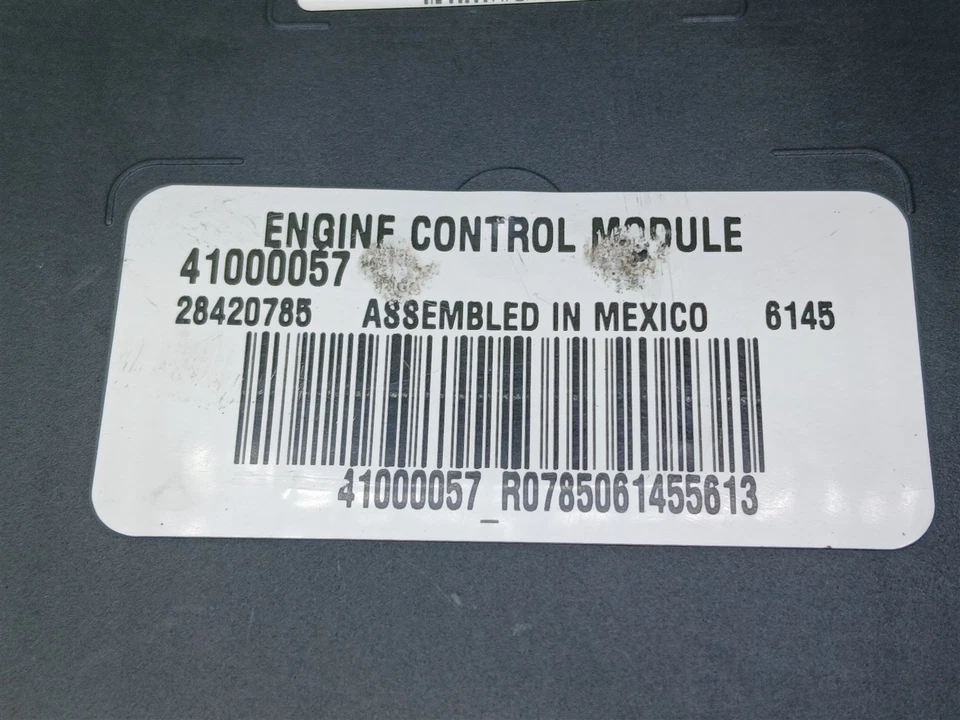 ENGINE CONTROL MODULE
41000057
28420785 ASSEMBLED IN MEXICO 6145
41000057_R0785061455613